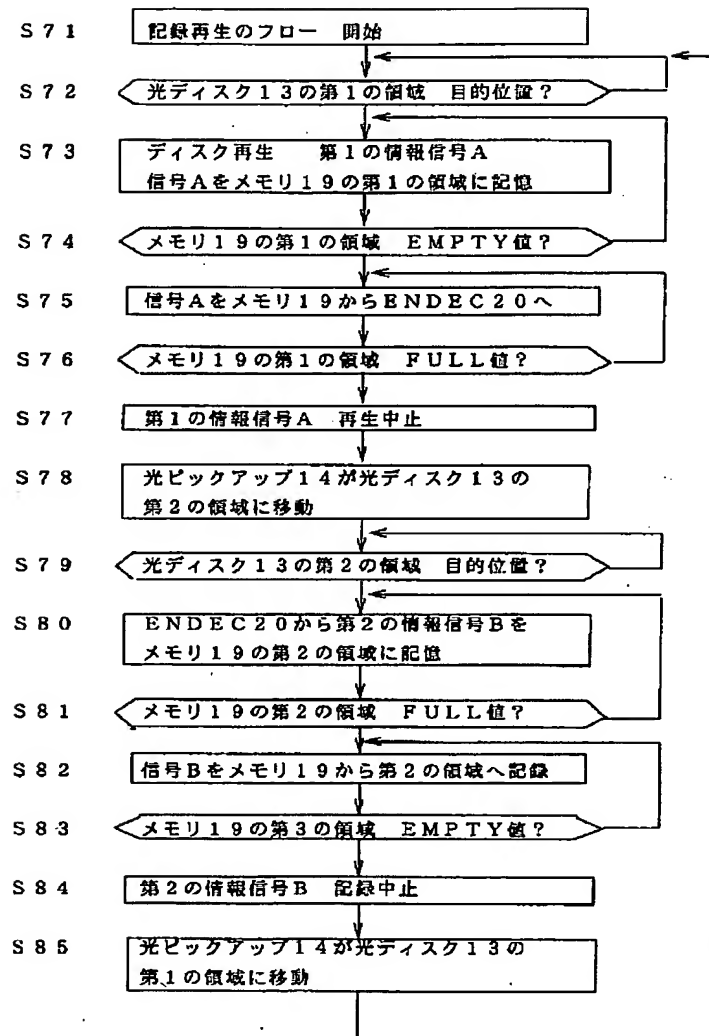 S71 記録再生のフロー 開始
S72 光ディスク13の第1の領域 目的位置?
S73 ディスク再生 第1の情報信号A
信号Aをメモリ19の第1の領域に記憶
S74 メモリ19の第1の領域 EMPTY値?
S75 信号Aをメモリ19からENDEC20へ
S76 メモリ19の第1の領域 FULL値?
S77 第1の情報信号A 再生中止
S78 光ピックアップ14が光ディスク13の
第2の領域に移動
S79 光ディスク13の第2の領域 目的位置?
S80 ENDEC20から第2の情報信号Bを
メモリ19の第2の領域に記憶
S81 メモリ19の第2の領域 FULL値?
S82 信号Bをメモリ19から第2の領域へ記録
S83 メモリ19の第3の領域 EMPTY値?
S84 第2の情報信号B 記録中止
S85 光ピックアップ14が光ディスク13の
第1の領域に移動